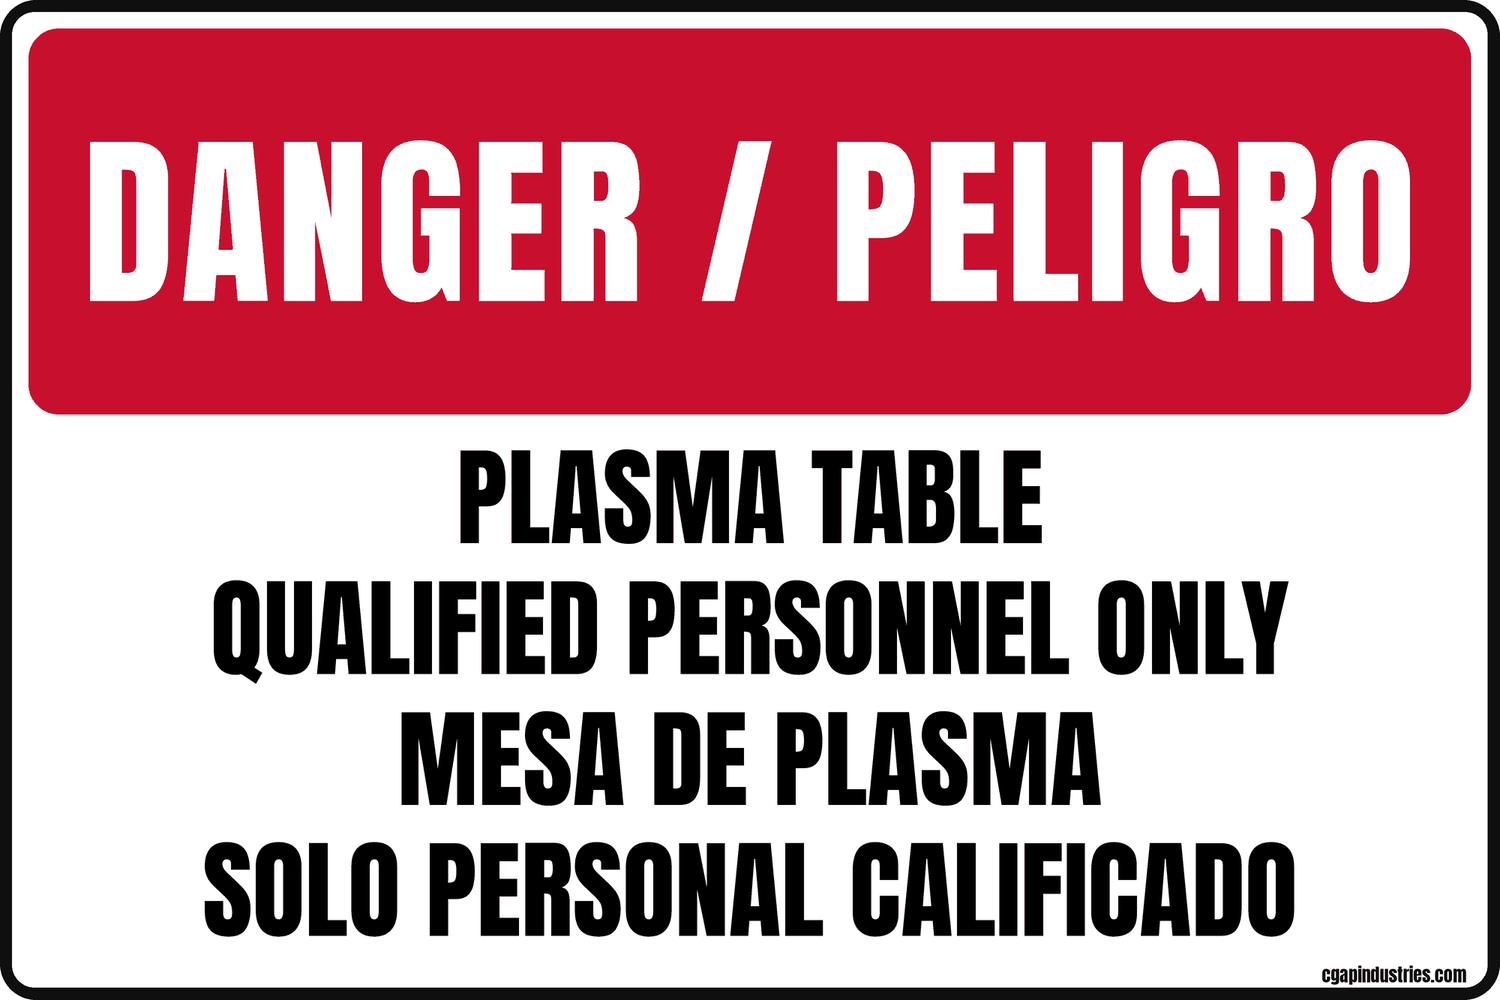 DANGER / PELIGRO
PLASMA TABLE
QUALIFIED PERSONNEL ONLY
MESA DE PLASMA
SOLO PERSONAL CALIFICADO
cgapindustries.com